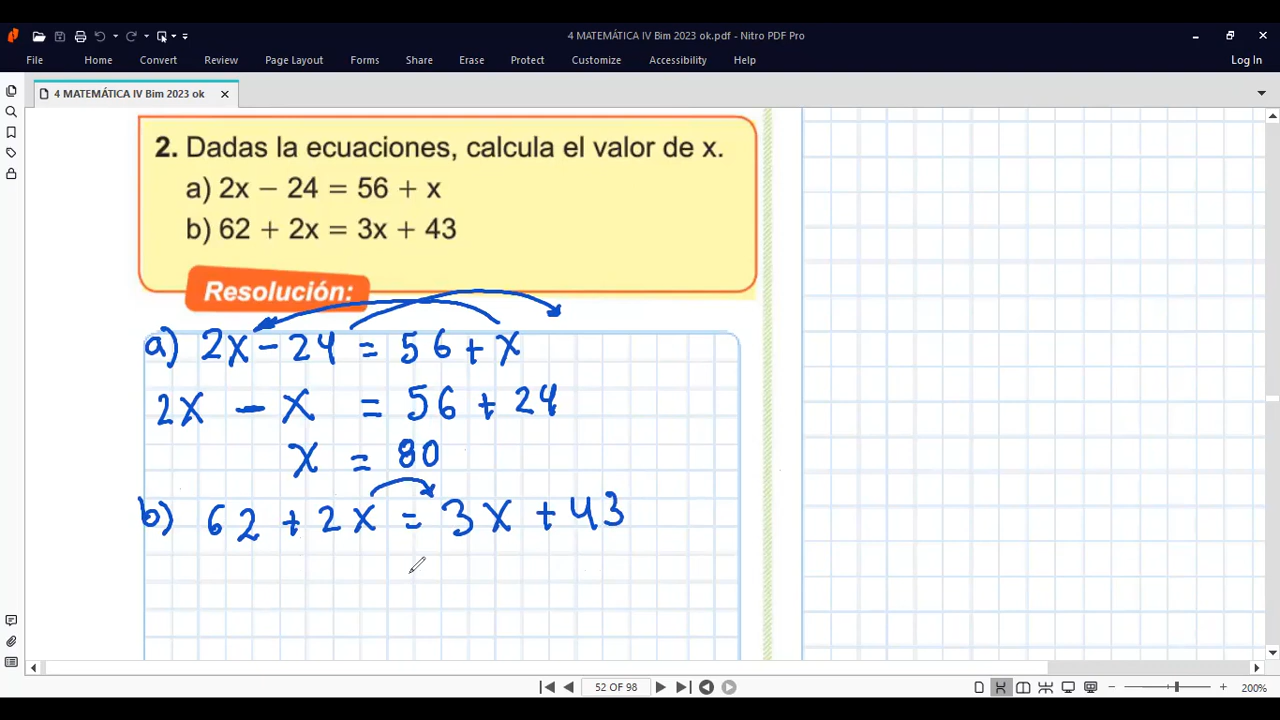 4 MATEMÁTICA IV Bim 2023 ok.pdf - Nitro PDF Pro
File Home Convert Review Page Layout Forms Share Erase Protect Customize Accessibility Help Log In
4 MATEMÁTICA IV Bim 2023 ok
2. Dadas la ecuaciones, calcula el valor de x.
a) 2x − 24 = 56 + x
b) 62 + 2x = 3x + 43
Resolución:
a) 2x - 24 = 56 + x
2x - x = 56 + 24
x = 80
b) 62 + 2x = 3x + 43
52 OF 98
200%